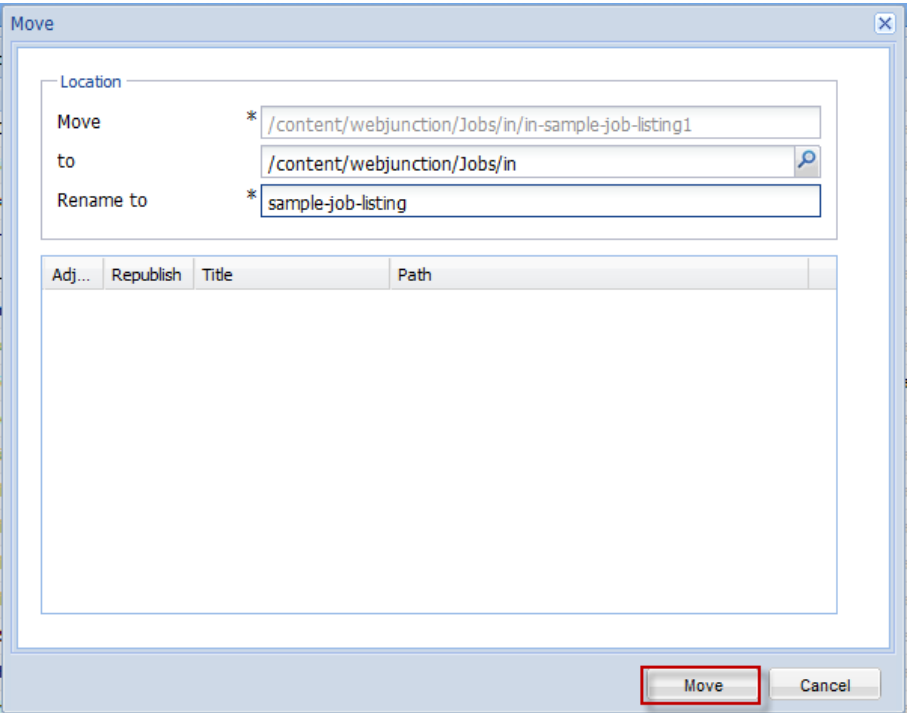 Move
Location
Move * /content/webjunction/Jobs/in/in-sample-job-listing1
to /content/webjunction/Jobs/in
Rename to * sample-job-listing
Adj... Republish Title Path
Move Cancel